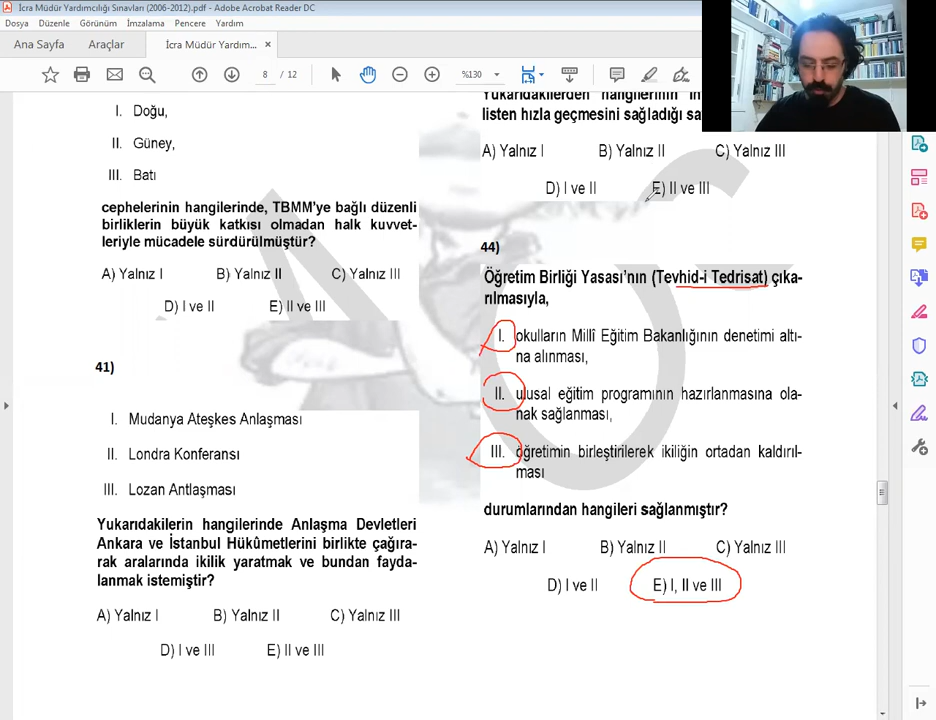 İcra Müdür Yardımcılığı Sınavları (2006-2012).pdf - Adobe Acrobat Reader DC
Dosya Düzenle Görünüm İmzalama Pencere Yardım
Ana Sayfa Araçlar İcra Müdür Yardım... ×
8 / 12 %130
I. Doğu,
II. Güney,
III. Batı
cephelerinin hangilerinde, TBMM'ye bağlı düzenli
birliklerin büyük katkısı olmadan halk kuvvet-
leriyle mücadele sürdürülmüştür?
A) Yalnız I B) Yalnız II C) Yalnız III
D) I ve II E) II ve III
41)
I. Mudanya Ateşkes Anlaşması
II. Londra Konferansı
III. Lozan Antlaşması
Yukarıdakilerin hangilerinde Anlaşma Devletleri
Ankara ve İstanbul Hükûmetlerini birlikte çağıra-
rak aralarında ikilik yaratmak ve bundan fayda-
lanmak istemiştir?
A) Yalnız I B) Yalnız II C) Yalnız III
D) I ve III E) II ve III
Yukarıdakilerden hangilerinin
listen hızla geçmesini sağladığı
A) Yalnız I B) Yalnız II C) Yalnız III
D) I ve II E) II ve III
44)
Öğretim Birliği Yasası'nın (Tevhid-i Tedrisat) çıka-
rılmasıyla,
I. okulların Millî Eğitim Bakanlığının denetimi altı-
na alınması,
II. ulusal eğitim programının hazırlanmasına ola-
nak sağlanması,
III. öğretimin birleştirilerek ikiliğin ortadan kaldırıl-
ması
durumlarından hangileri sağlanmıştır?
A) Yalnız I B) Yalnız II C) Yalnız III
D) I ve II E) I, II ve III